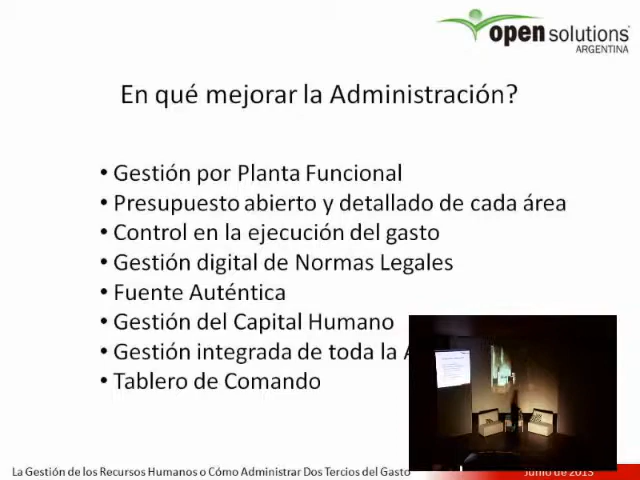 open solutions
ARGENTINA
En qué mejorar la Administración?
• Gestión por Planta Funcional
• Presupuesto abierto y detallado de cada área
• Control en la ejecución del gasto
• Gestión digital de Normas Legales
• Fuente Auténtica
• Gestión del Capital Humano
• Gestión integrada de toda la
• Tablero de Comando
La Gestión de los Recursos Humanos o Cómo Administrar Dos Tercios del Gasto
Junio de 2013